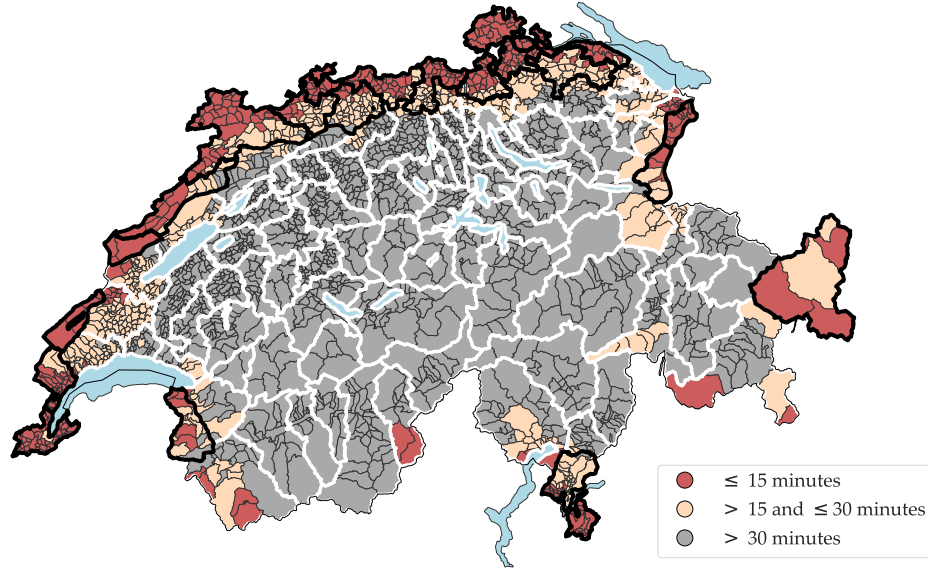 ≤ 15 minutes
> 15 and ≤ 30 minutes
> 30 minutes